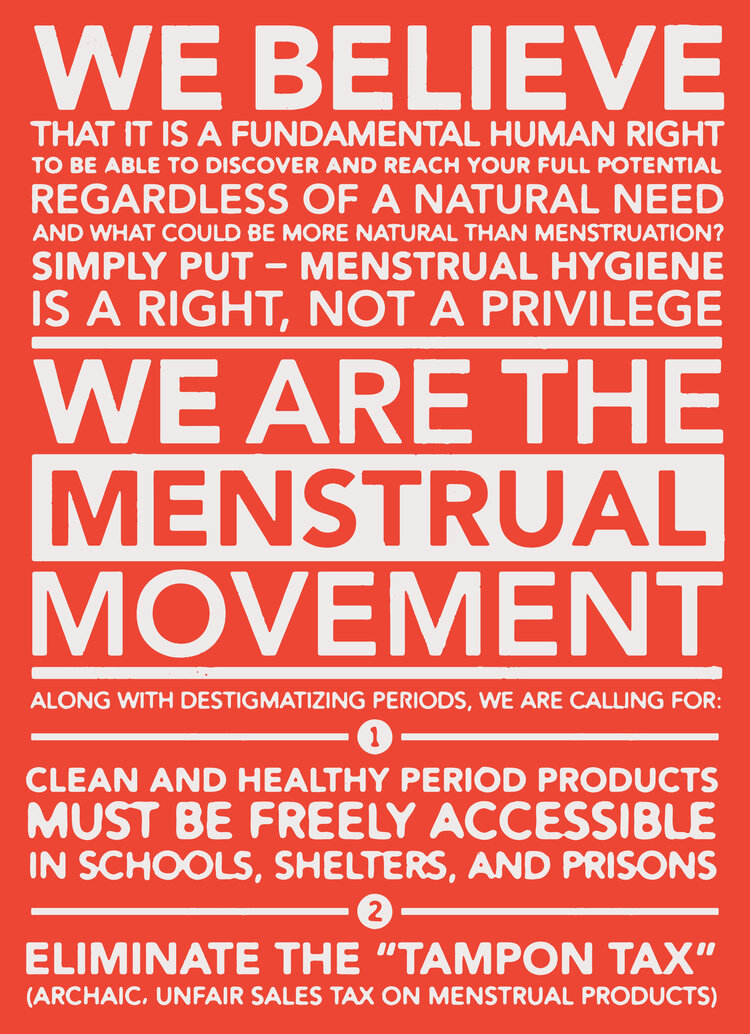 WE BELIEVE
THAT IT IS A FUNDAMENTAL HUMAN RIGHT
TO BE ABLE TO DISCOVER AND REACH YOUR FULL POTENTIAL
REGARDLESS OF A NATURAL NEED
AND WHAT COULD BE MORE NATURAL THAN MENSTRUATION?
SIMPLY PUT – MENSTRUAL HYGIENE
IS A RIGHT, NOT A PRIVILEGE
WE ARE THE
MENSTRUAL
MOVEMENT
ALONG WITH DESTIGMATIZING PERIODS, WE ARE CALLING FOR:
1
CLEAN AND HEALTHY PERIOD PRODUCTS
MUST BE FREELY ACCESSIBLE
IN SCHOOLS, SHELTERS, AND PRISONS
2
ELIMINATE THE "TAMPON TAX"
(ARCHAIC, UNFAIR SALES TAX ON MENSTRUAL PRODUCTS)